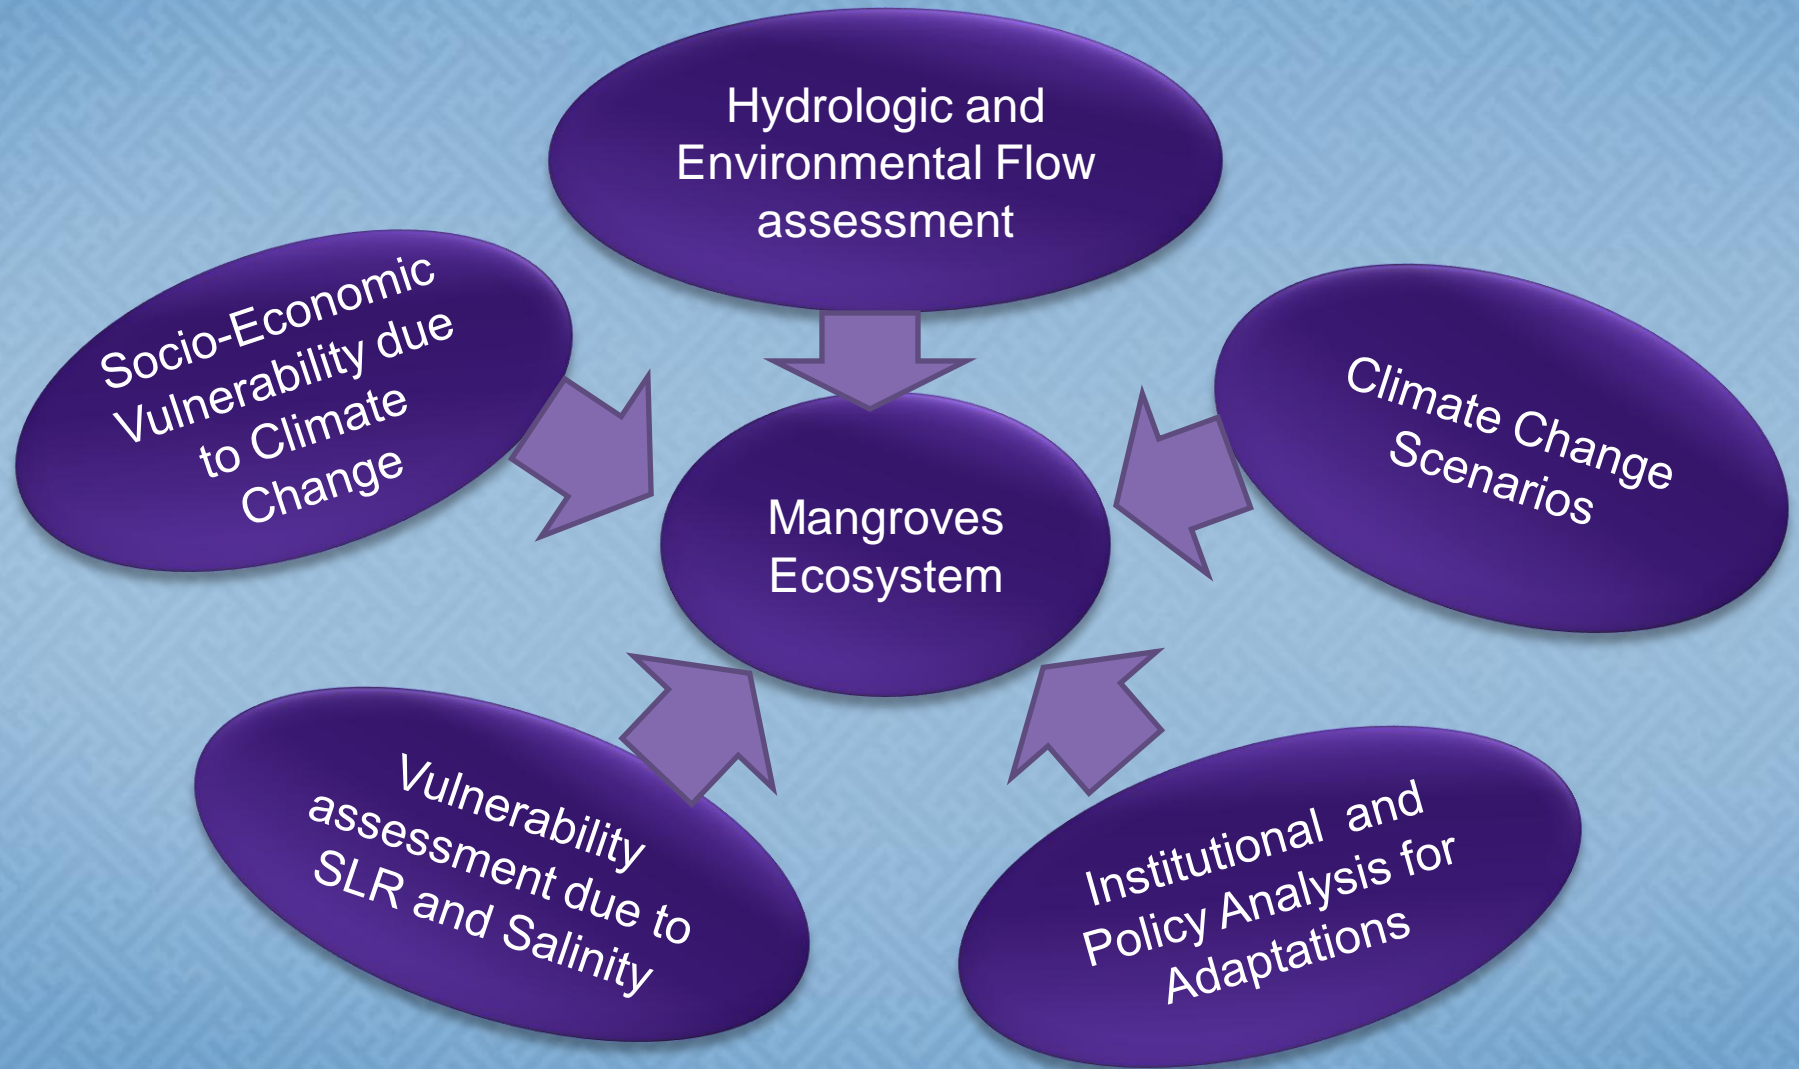 Hydrologic and
Environmental Flow
assessment
Socio-Economic
Vulnerability due
to Climate
Change
Climate Change
Scenarios
Mangroves
Ecosystem
Vulnerability
assessment due to
SLR and Salinity
Institutional and
Policy Analysis for
Adaptations